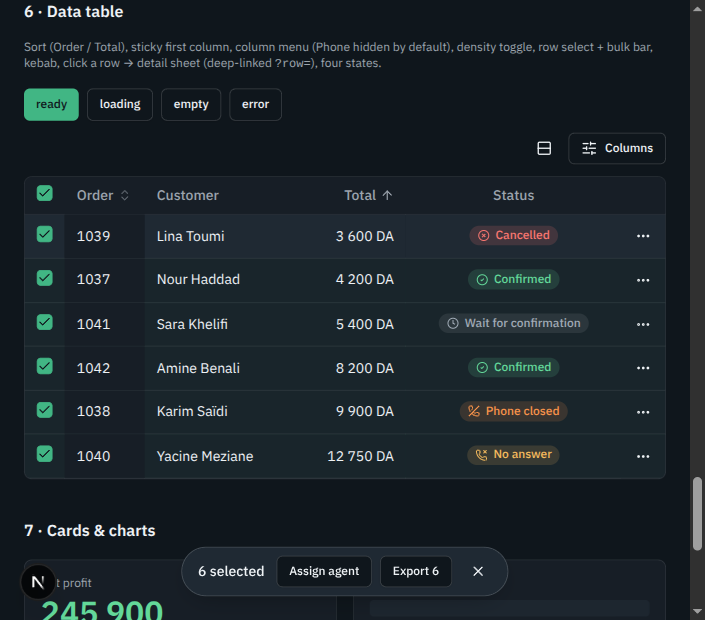 6 · Data table
Sort (Order / Total), sticky first column, column menu (Phone hidden by default), density toggle, row select + bulk bar,
kebab, click a row → detail sheet (deep-linked ?row=), four states.
ready loading empty error
Columns
Order Customer Total ↑ Status
1039 Lina Toumi 3 600 DA Cancelled
1037 Nour Haddad 4 200 DA Confirmed
1041 Sara Khelifi 5 400 DA Wait for confirmation
1042 Amine Benali 8 200 DA Confirmed
1038 Karim Saïdi 9 900 DA Phone closed
1040 Yacine Meziane 12 750 DA No answer
7 · Cards & charts
6 selected Assign agent Export 6
N
t profit
245 900